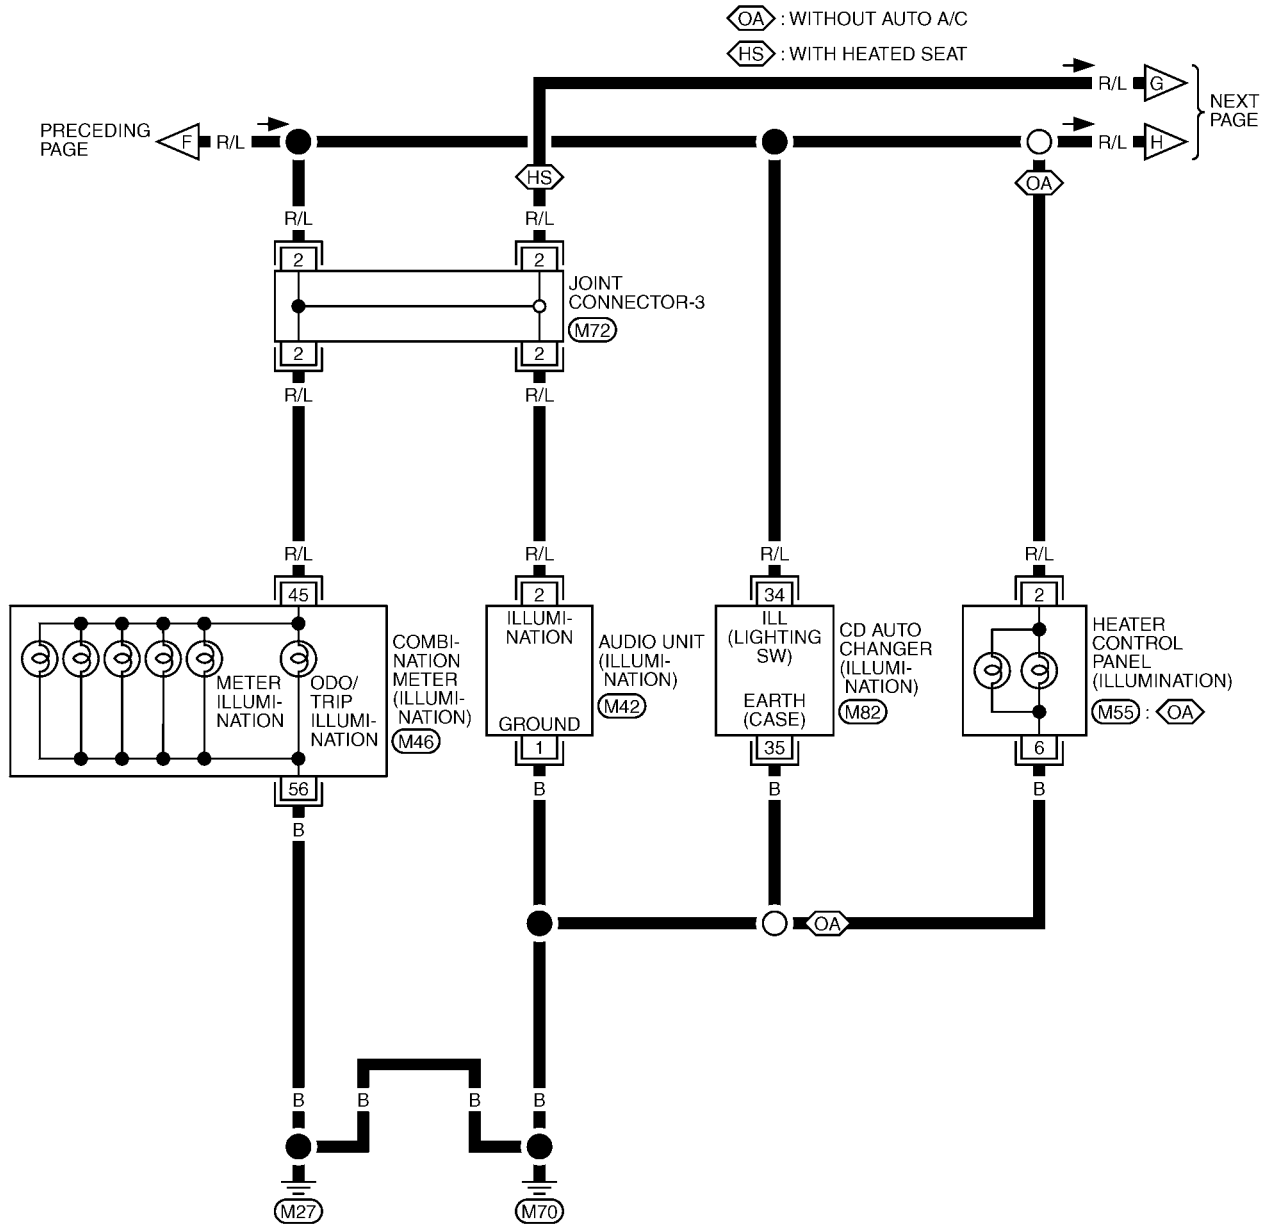 OA : WITHOUT AUTO A/C
HS : WITH HEATED SEAT
R/L G
NEXT
PAGE
PRECEDING
PAGE
F R/L
R/L H
HS
OA
R/L R/L
2 2
JOINT
CONNECTOR-3
M72
2 2
R/L R/L
R/L R/L R/L R/L
45 2 34 2
METER
ILLUMI-
NATION
ODO/
TRIP
ILLUMI-
NATION
COMBI-
NATION
METER
(ILLUMI-
NATION)
M46
56
B
ILLUMI-
NATION
GROUND
AUDIO UNIT
(ILLUMI-
NATION)
M42
1
B
ILL
(LIGHTING
SW)
EARTH
(CASE)
CD AUTO
CHANGER
(ILLUMI-
NATION)
M82
35
B
HEATER
CONTROL
PANEL
(ILLUMINATION)
M55 : OA
6
B
OA
B B B B
M27 M70